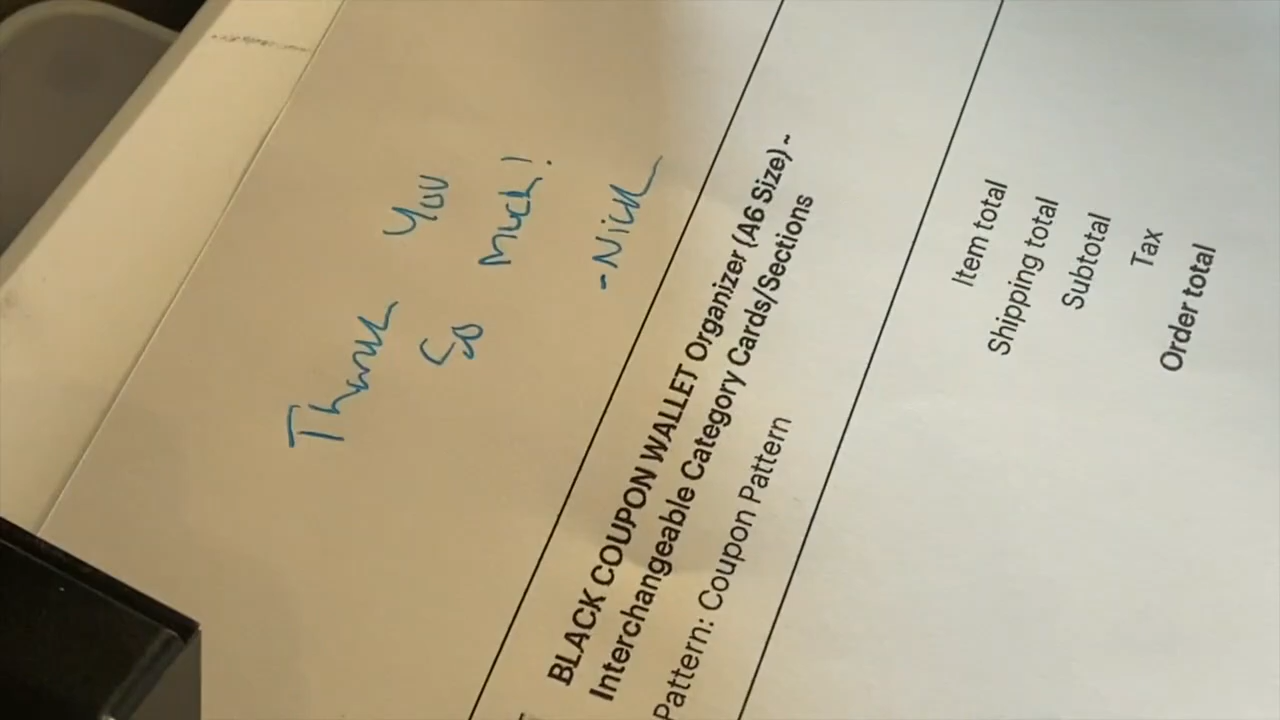 Thank You
So Much!
-Nick
BLACK COUPON WALLET Organizer (A6 Size) ~
Interchangeable Category Cards/Sections
Pattern: Coupon Pattern
Item total
Shipping total
Subtotal
Tax
Order total